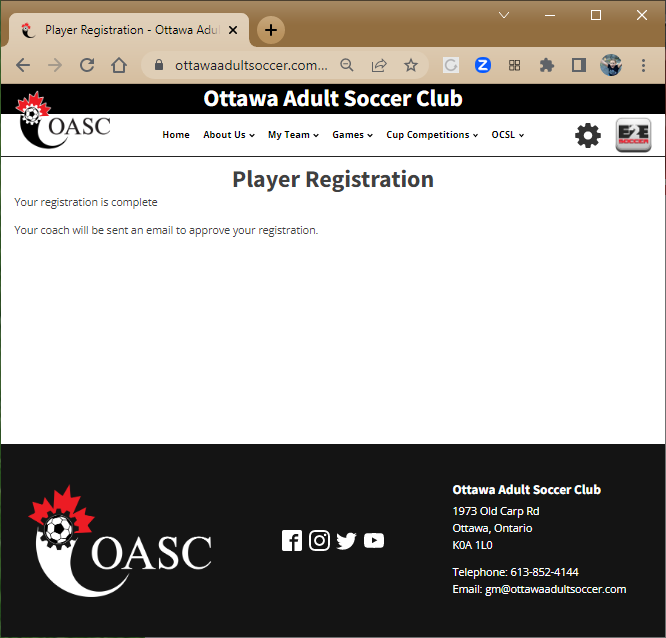 Player Registration - Ottawa Adul
ottawaadultsoccer.com...
Ottawa Adult Soccer Club
OASC
Home About Us My Team Games Cup Competitions OCSL
E2E
SOCCER
Player Registration
Your registration is complete
Your coach will be sent an email to approve your registration.
OASC
Ottawa Adult Soccer Club
1973 Old Carp Rd
Ottawa, Ontario
K0A 1L0
Telephone: 613-852-4144
Email: gm@ottawaadultsoccer.com